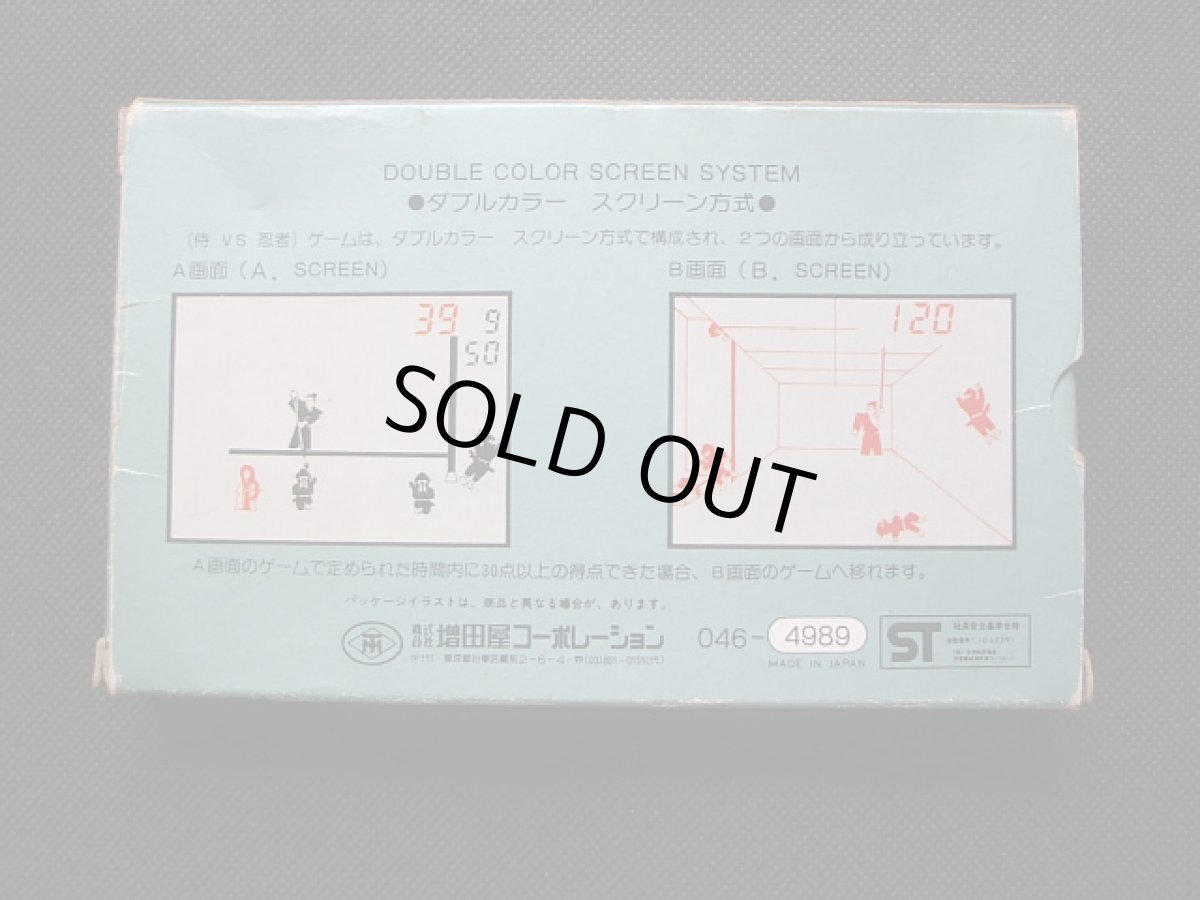 DOUBLE COLOR SCREEN SYSTEM
●ダブルカラー　スクリーン方式●
〔侍 VS 忍者〕ゲームは、ダブルカラー　スクリーン方式で構成され、2つの画面から成り立っています。
A画面（A．SCREEN）
B画面（B．SCREEN）
39 9
50
120
SOLD OUT
A画面のゲームで定められた時間内に30点以上の得点できた場合、B画面のゲームへ移れます。
パッケージイラストは、商品と異なる場合が、あります。
株式会社 増田屋コーポレーション
046-4989
MADE IN JAPAN
ST